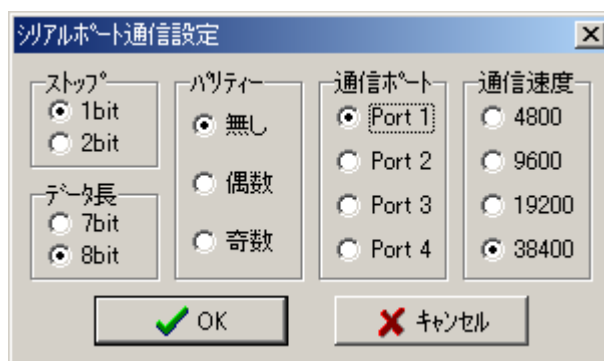 シリアルポート通信設定
ストップ
1bit
2bit
データ長
7bit
8bit
パリティー
無し
偶数
奇数
通信ポート
Port 1
Port 2
Port 3
Port 4
通信速度
4800
9600
19200
38400
OK
キャンセル